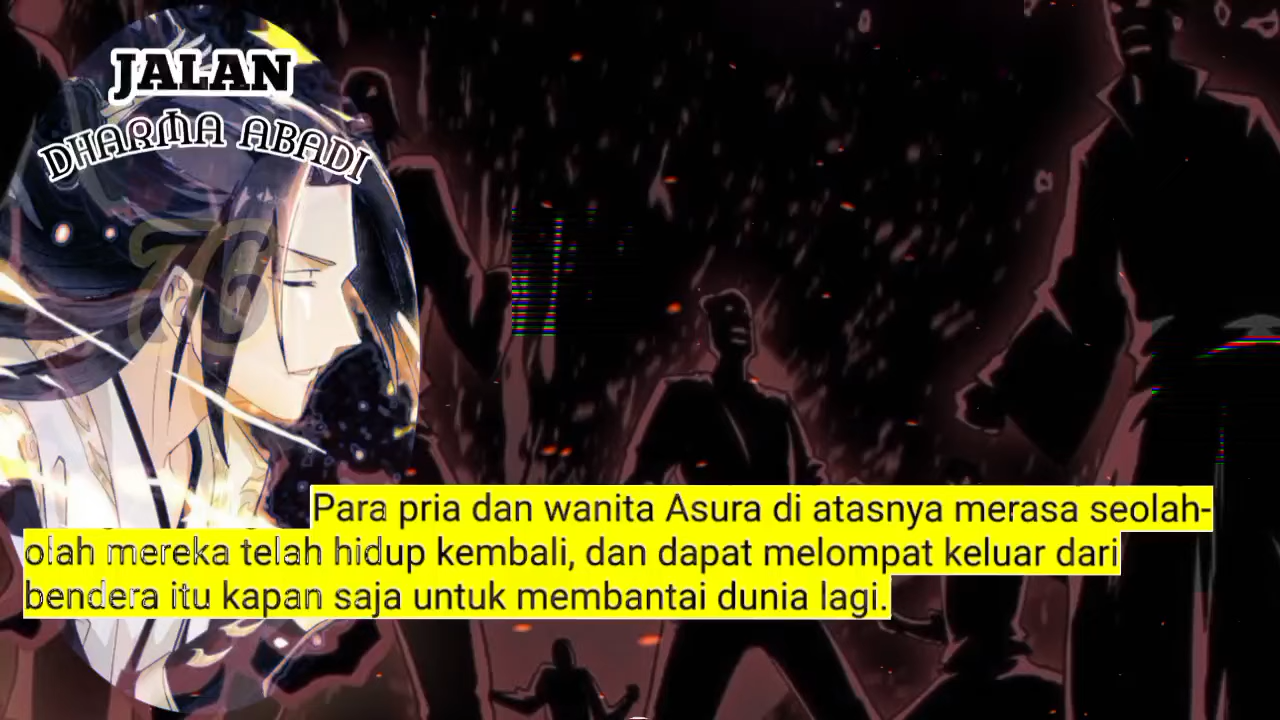 JALAN
DHARMA ABADI
Para pria dan wanita Asura di atasnya merasa seolah-
olah mereka telah hidup kembali, dan dapat melompat keluar dari
bendera itu kapan saja untuk membantai dunia lagi.